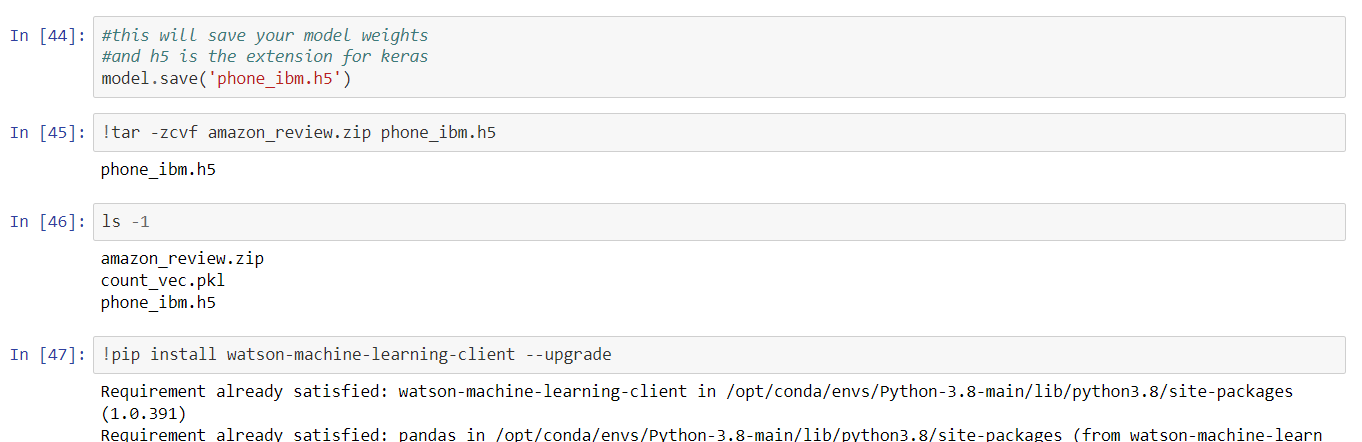 In [44]: #this will save your model weights
#and h5 is the extension for keras
model.save('phone_ibm.h5')
In [45]: !tar -zcvf amazon_review.zip phone_ibm.h5
phone_ibm.h5
In [46]: ls -1
amazon_review.zip
count_vec.pkl
phone_ibm.h5
In [47]: !pip install watson-machine-learning-client --upgrade
Requirement already satisfied: watson-machine-learning-client in /opt/conda/envs/Python-3.8-main/lib/python3.8/site-packages
(1.0.391)
Requirement already satisfied: pandas in /opt/conda/envs/Python-3.8-main/lib/python3.8/site-packages (from watson-machine-learn